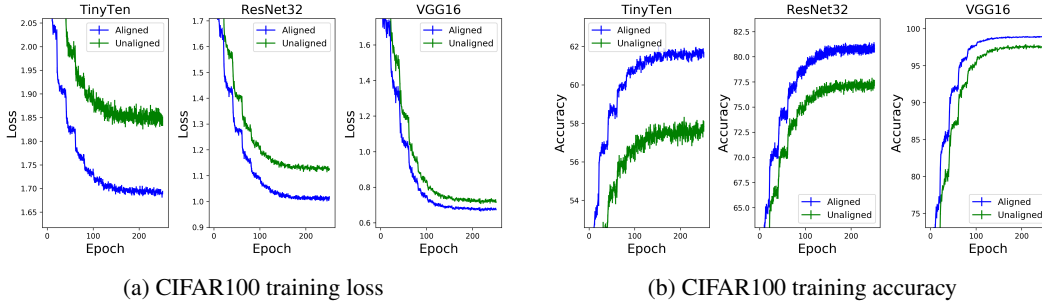 TinyTen
ResNet32
VGG16
TinyTen
ResNet32
VGG16
2.05
2.00
1.95
1.90
1.85
1.80
1.75
1.70
1.65
Loss
Aligned
Unaligned
0
100
200
Epoch
1.6
1.5
1.4
1.3
1.2
1.1
1.0
0.9
Loss
Aligned
Unaligned
0
100
200
Epoch
1.6
1.4
1.2
1.0
0.8
0.6
Loss
Aligned
Unaligned
0
100
200
Epoch
62
60
58
56
54
Accuracy
Aligned
Unaligned
0
100
200
Epoch
82.5
80.0
77.5
75.0
72.5
70.0
67.5
65.0
Accuracy
Aligned
Unaligned
0
100
200
Epoch
100
95
90
85
80
75
Accuracy
Aligned
Unaligned
0
100
200
Epoch
(a) CIFAR100 training loss
(b) CIFAR100 training accuracy